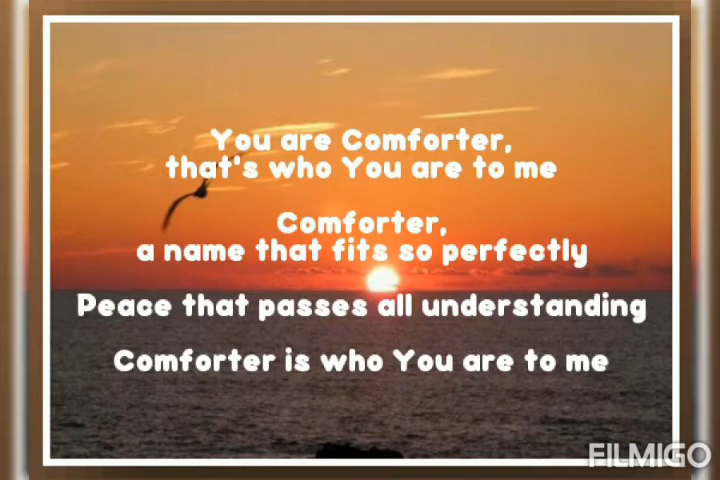 You are Comforter,
that's who You are to me
Comforter,
a name that fits so perfectly
Peace that passes all understanding
Comforter is who You are to me
FILMIGO